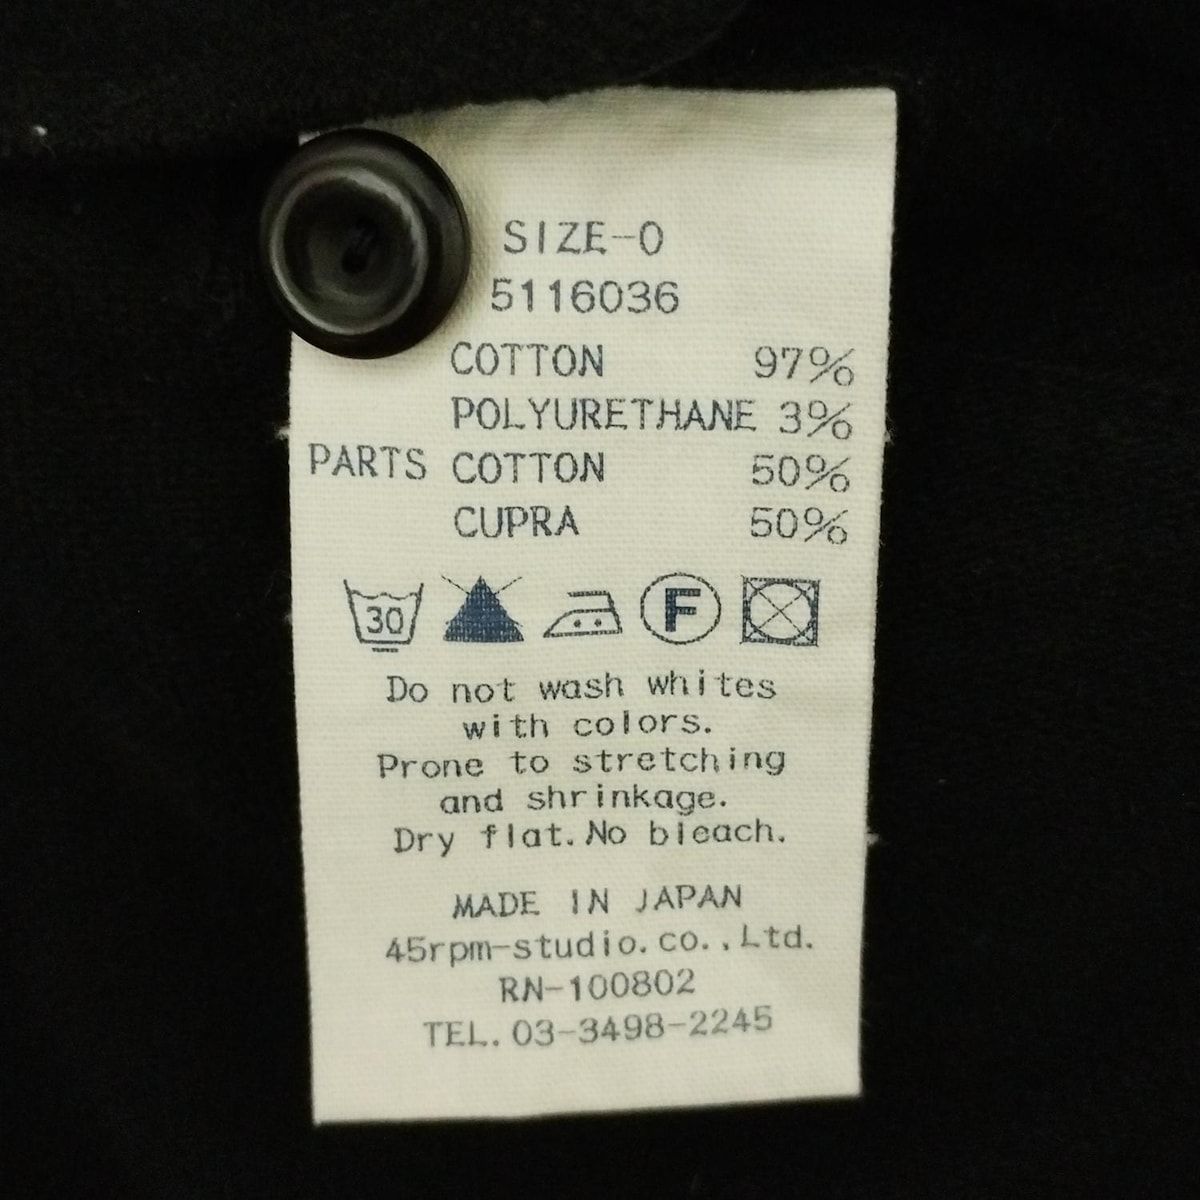 SIZE-0
5116036
COTTON 97%
POLYURETHANE 3%
PARTS COTTON 50%
CUPRA 50%
30 F
Do not wash whites
with colors.
Prone to stretching
and shrinkage.
Dry flat. No bleach.
MADE IN JAPAN
45rpm-studio.co.,Ltd.
RN-100802
TEL. 03-3498-2245